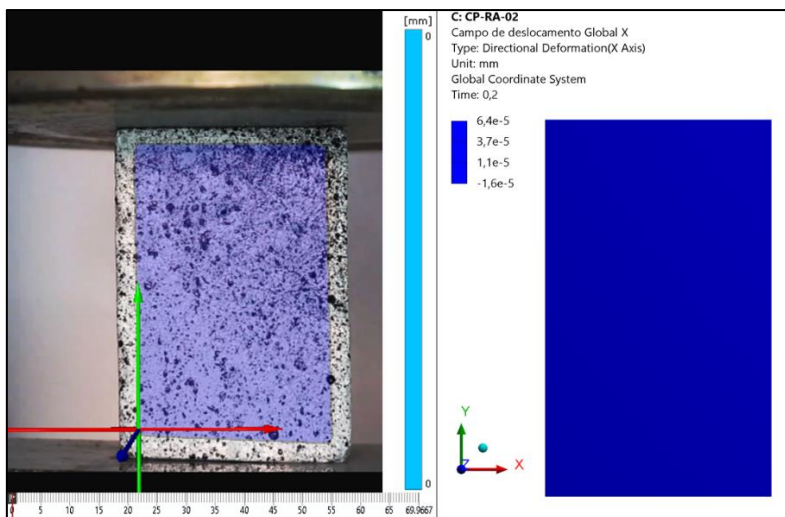 [mm]
0
0
0 5 10 15 20 25 30 35 40 45 50 55 60 65 69.9667
C: CP-RA-02
Campo de deslocamento Global X
Type: Directional Deformation(X Axis)
Unit: mm
Global Coordinate System
Time: 0,2
6,4e-5
3,7e-5
1,1e-5
-1,6e-5
Y
Z
X